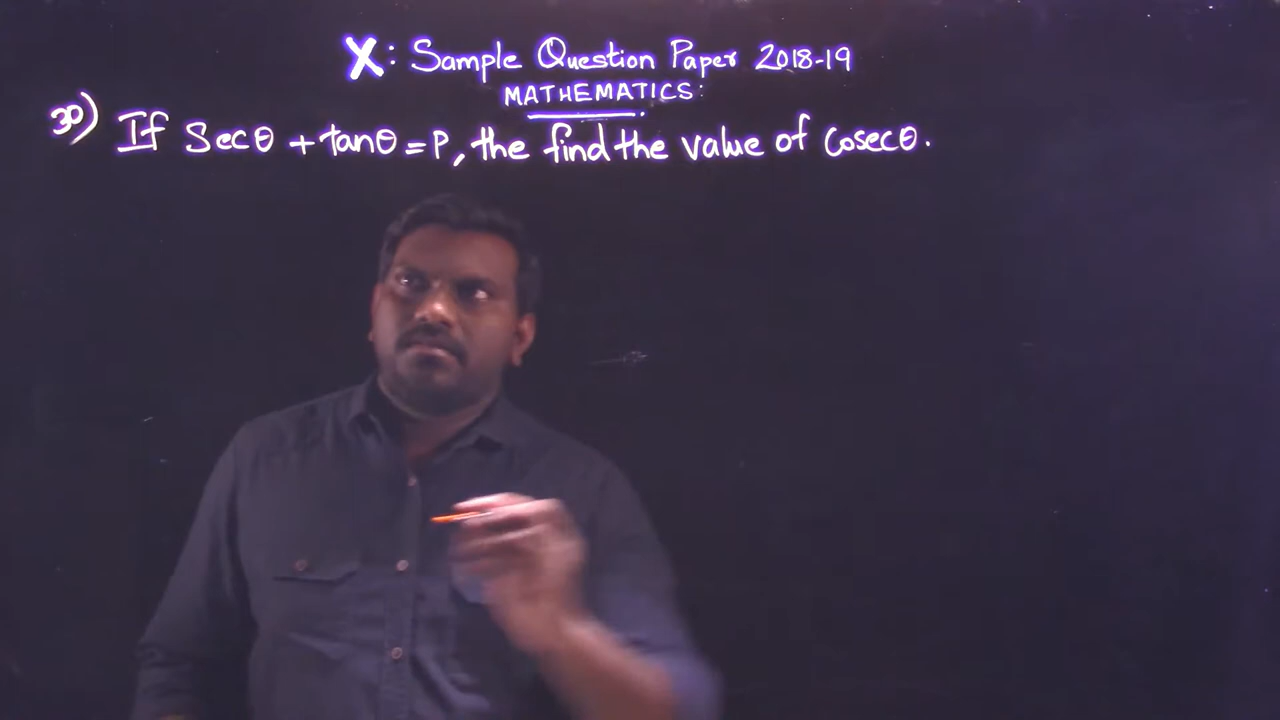 X: Sample Question Paper 2018-19
MATHEMATICS:
30) If Secθ + tanθ = P, the find the value of Cosecθ.